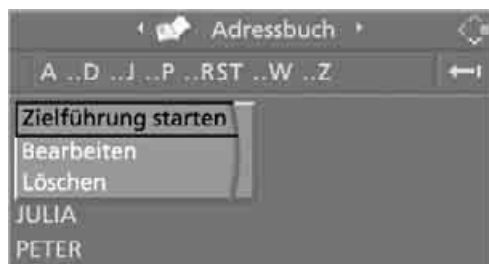 Adressbuch
A ..D ..J ..P ..RST ..W ..Z
Zielführung starten
Bearbeiten
Löschen
JULIA
PETER